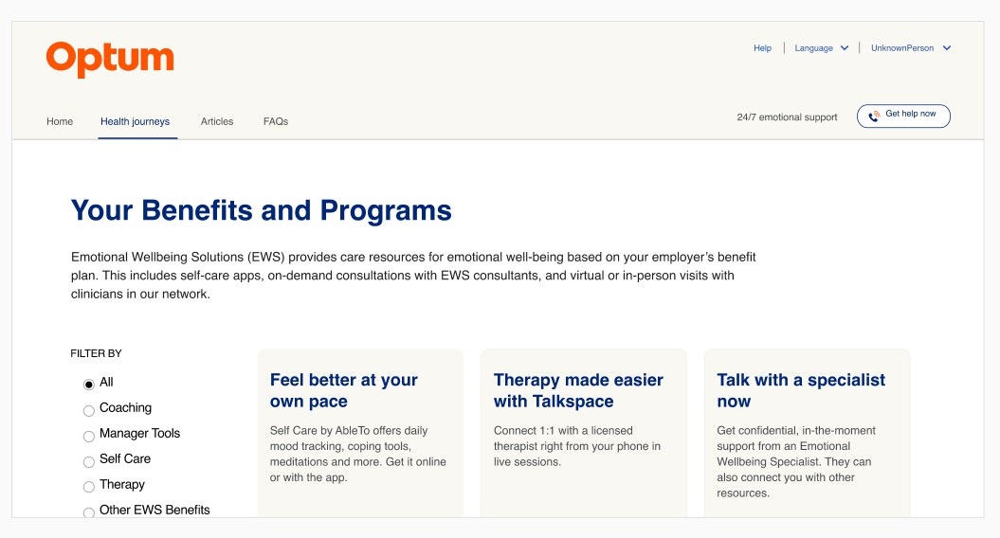 Optum
Help
Language
UnknownPerson
Home
Health journeys
Articles
FAQs
24/7 emotional support
Get help now
Your Benefits and Programs
Emotional Wellbeing Solutions (EWS) provides care resources for emotional well-being based on your employer’s benefit
plan. This includes self-care apps, on-demand consultations with EWS consultants, and virtual or in-person visits with
clinicians in our network.
FILTER BY
All
Coaching
Manager Tools
Self Care
Therapy
Other EWS Benefits
Feel better at your
own pace
Self Care by AbleTo offers daily
mood tracking, coping tools,
meditations and more. Get it online
or with the app.
Therapy made easier
with Talkspace
Connect 1:1 with a licensed
therapist right from your phone in
live sessions.
Talk with a specialist
now
Get confidential, in-the-moment
support from an Emotional
Wellbeing Specialist. They can
also connect you with other
resources.